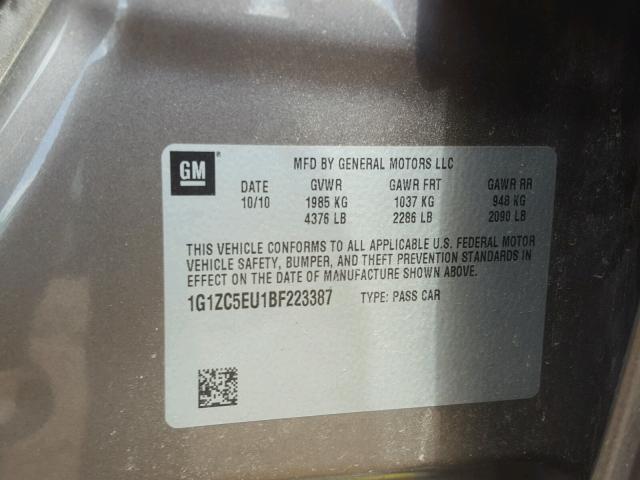 GM ®
MFD BY GENERAL MOTORS LLC
DATE GVWR GAWR FRT GAWR RR
10/10 1985 KG 1037 KG 948 KG
4376 LB 2286 LB 2090 LB
THIS VEHICLE CONFORMS TO ALL APPLICABLE U.S. FEDERAL MOTOR
VEHICLE SAFETY, BUMPER, AND THEFT PREVENTION STANDARDS IN
EFFECT ON THE DATE OF MANUFACTURE SHOWN ABOVE.
1G1ZC5EU1BF223387 TYPE: PASS CAR